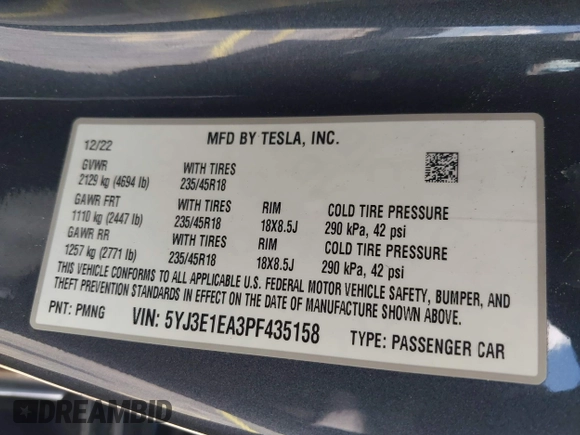 MFD BY TESLA, INC.
12/22
GVWR WITH TIRES
2129 kg (4694 lb) 235/45R18
GAWR FRT WITH TIRES RIM COLD TIRE PRESSURE
1110 kg (2447 lb) 235/45R18 18X8.5J 290 kPa, 42 psi
GAWR RR WITH TIRES RIM COLD TIRE PRESSURE
1257 kg (2771 lb) 235/45R18 18X8.5J 290 kPa, 42 psi
THIS VEHICLE CONFORMS TO ALL APPLICABLE U.S. FEDERAL MOTOR VEHICLE SAFETY, BUMPER, AND
THEFT PREVENTION STANDARDS IN EFFECT ON THE DATE OF MANUFACTURE SHOWN ABOVE.
PNT: PMNG VIN: 5YJ3E1EA3PF435158 TYPE: PASSENGER CAR
DREAMBID